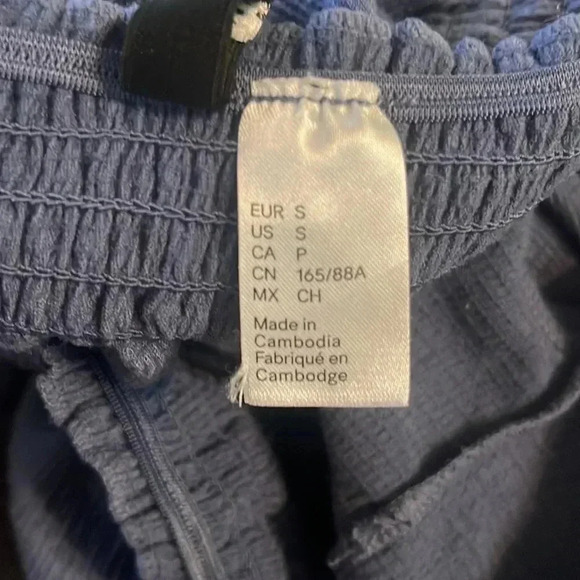 EUR S
US S
CA P
CN 165/88A
MX CH
Made in
Cambodia
Fabriqué en
Cambodge